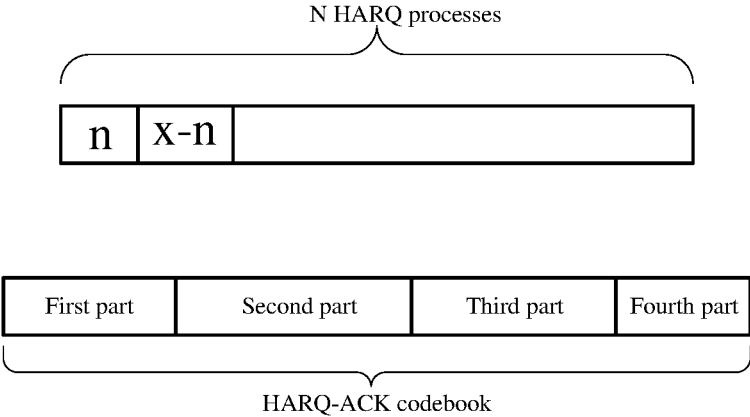 N HARQ processes
n x-n
First part Second part Third part Fourth part
HARQ-ACK codebook